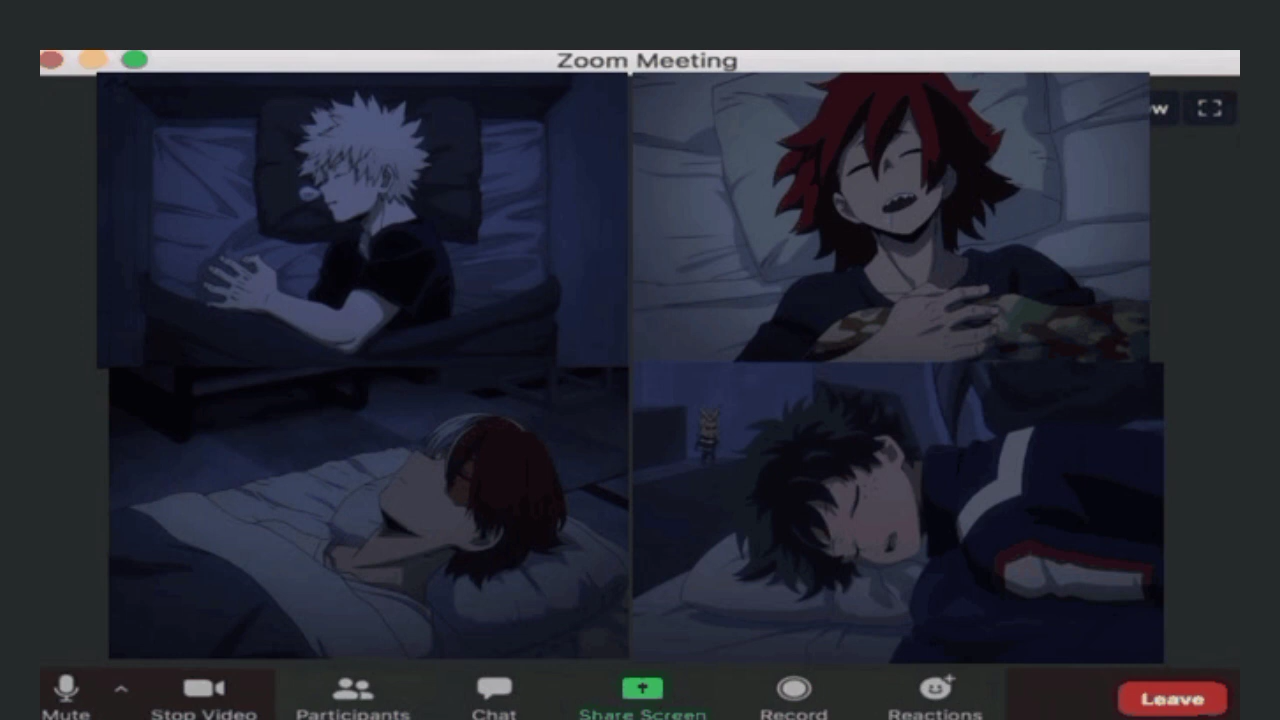 Zoom Meeting
w
Mute
Stop Video
Participants
Chat
Share Screen
Record
Reactions
Leave